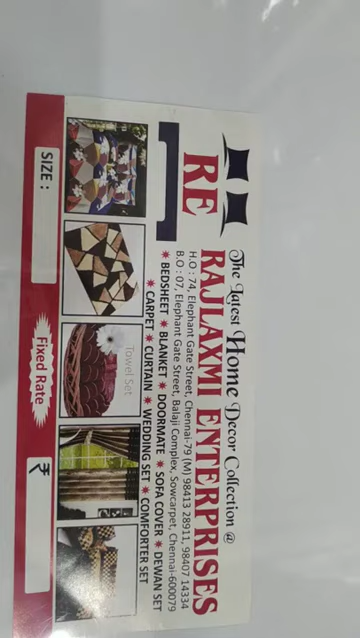 The Latest Home Decor Collection @
RE
RAJLAXMI ENTERPRISES
H.O : 74, Elephant Gate Street, Chennai-79 (M) 98413 28911, 98407 14334
B.O : 07, Elephant Gate Street, Balaji Complex, Sowcarpet, Chennai-600079
✷ BEDSHEET ✷ BLANKET ✷ DOORMATE ✷ SOFA COVER ✷ DEWAN SET
✷ CARPET ✷ CURTAIN ✷ WEDDING SET ✷ COMFORTER SET
Towel Set
SIZE :
Fixed Rate
₹